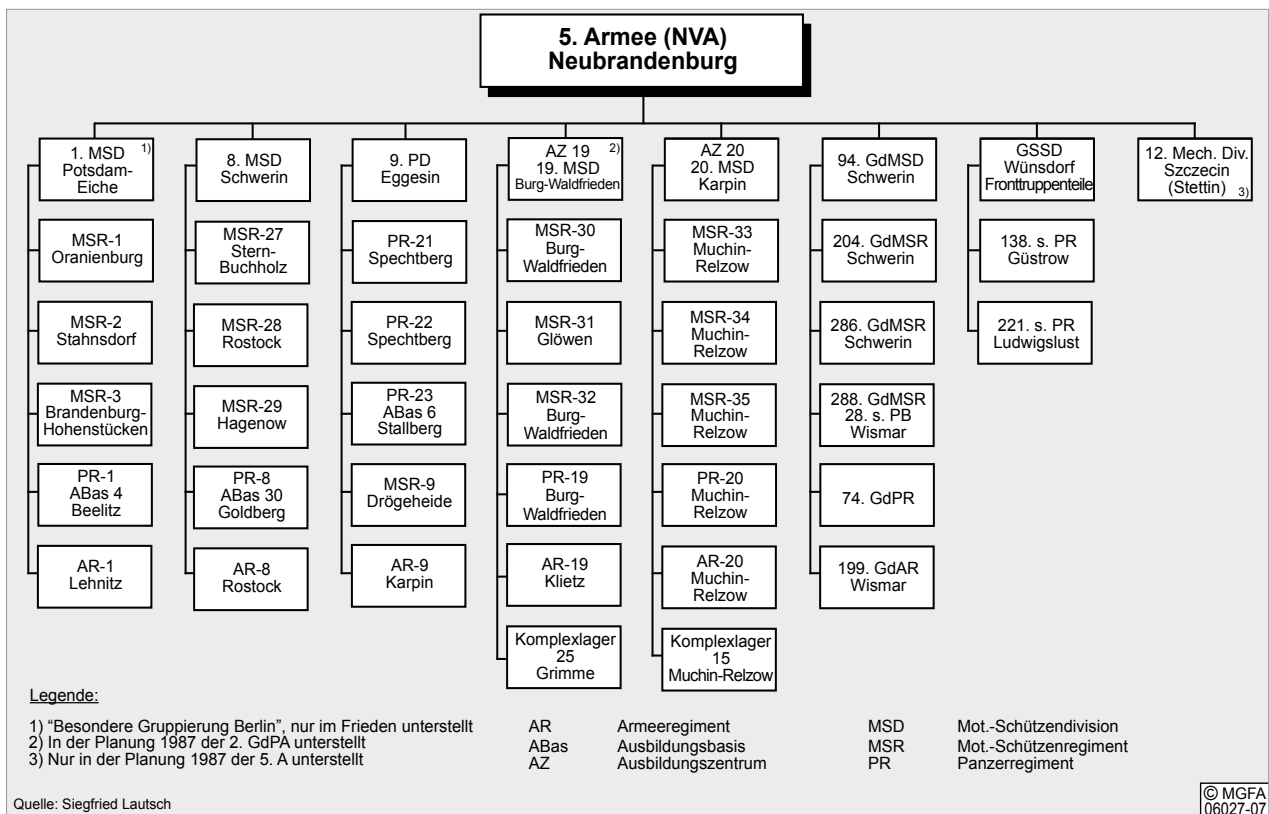 5. Armee (NVA)
Neubrandenburg
1. MSD 1)
Potsdam-
Eiche
MSR-1
Oranienburg
MSR-2
Stahnsdorf
MSR-3
Brandenburg-
Hohenstücken
PR-1
ABas 4
Beelitz
AR-1
Lehnitz
8. MSD
Schwerin
MSR-27
Stern-
Buchholz
MSR-28
Rostock
MSR-29
Hagenow
PR-8
ABas 30
Goldberg
AR-8
Rostock
9. PD
Eggesin
PR-21
Spechtberg
PR-22
Spechtberg
PR-23
ABas 6
Stallberg
MSR-9
Drögeheide
AR-9
Karpin
AZ 19 2)
19. MSD
Burg-Waldfrieden
MSR-30
Burg-
Waldfrieden
MSR-31
Glöwen
MSR-32
Burg-
Waldfrieden
PR-19
Burg-
Waldfrieden
AR-19
Klietz
Komplexlager
25
Grimme
AZ 20
20. MSD
Karpin
MSR-33
Muchin-
Relzow
MSR-34
Muchin-
Relzow
MSR-35
Muchin-
Relzow
PR-20
Muchin-
Relzow
AR-20
Muchin-
Relzow
Komplexlager
15
Muchin-Relzow
94. GdMSD
Schwerin
204. GdMSR
Schwerin
286. GdMSR
Schwerin
288. GdMSR
28. s. PB
Wismar
74. GdPR
199. GdAR
Wismar
GSSD
Wünsdorf
Fronttruppenteile
138. s. PR
Güstrow
221. s. PR
Ludwigslust
12. Mech. Div.
Szczecin
(Stettin) 3)
Legende:
1) “Besondere Gruppierung Berlin”, nur im Frieden unterstellt
2) In der Planung 1987 der 2. GdPA unterstellt
3) Nur in der Planung 1987 der 5. A unterstellt
AR Armeeregiment
ABas Ausbildungsbasis
AZ Ausbildungszentrum
MSD Mot.-Schützendivision
MSR Mot.-Schützenregiment
PR Panzerregiment
Quelle: Siegfried Lautsch
© MGFA
06027-07